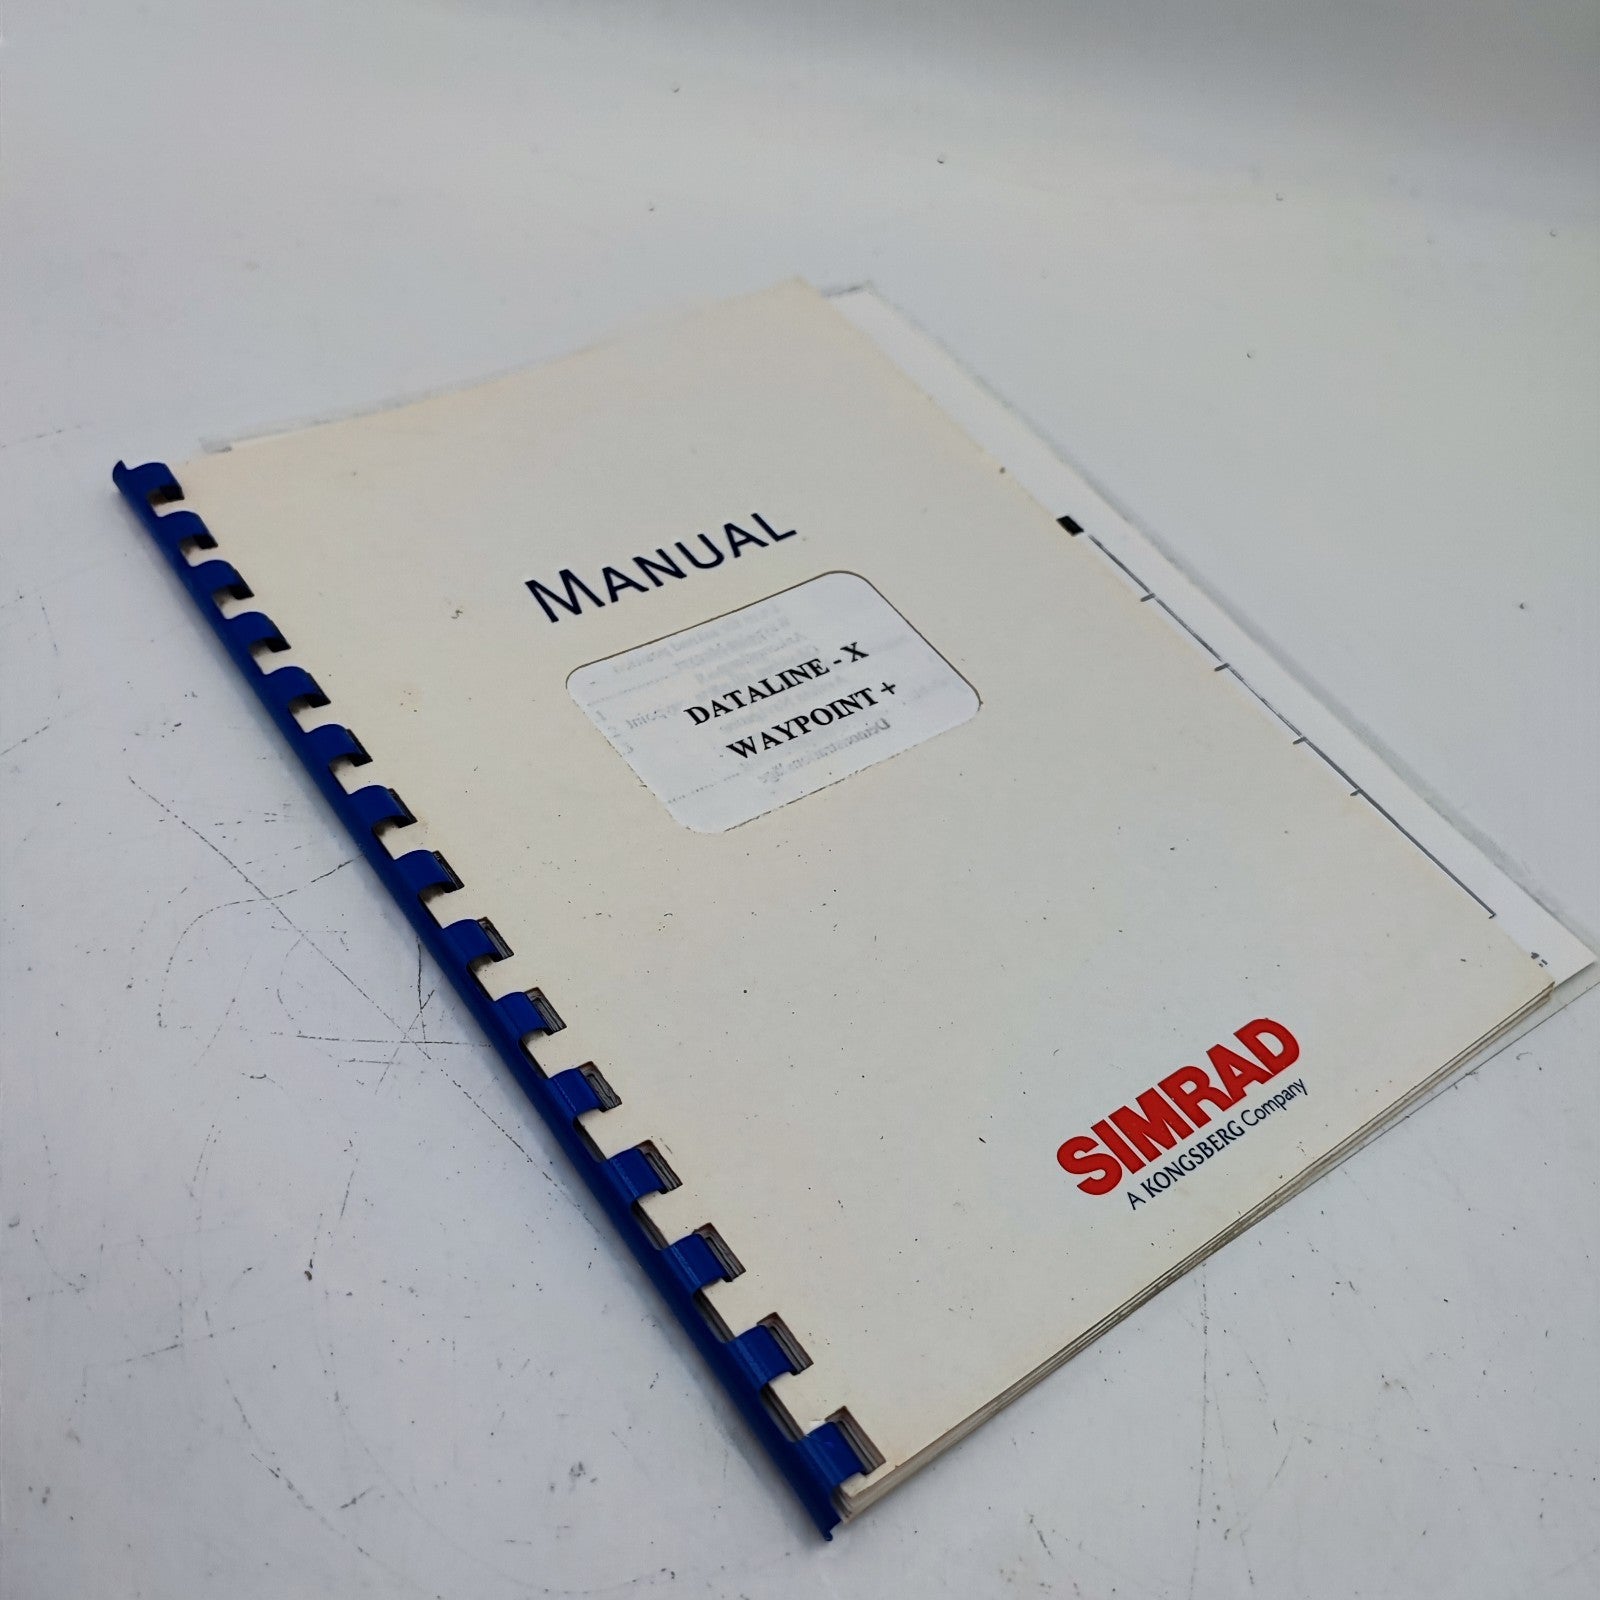 MANUAL
DATALINE - X
WAYPOINT +
SIMRAD
A KONGSBERG Company